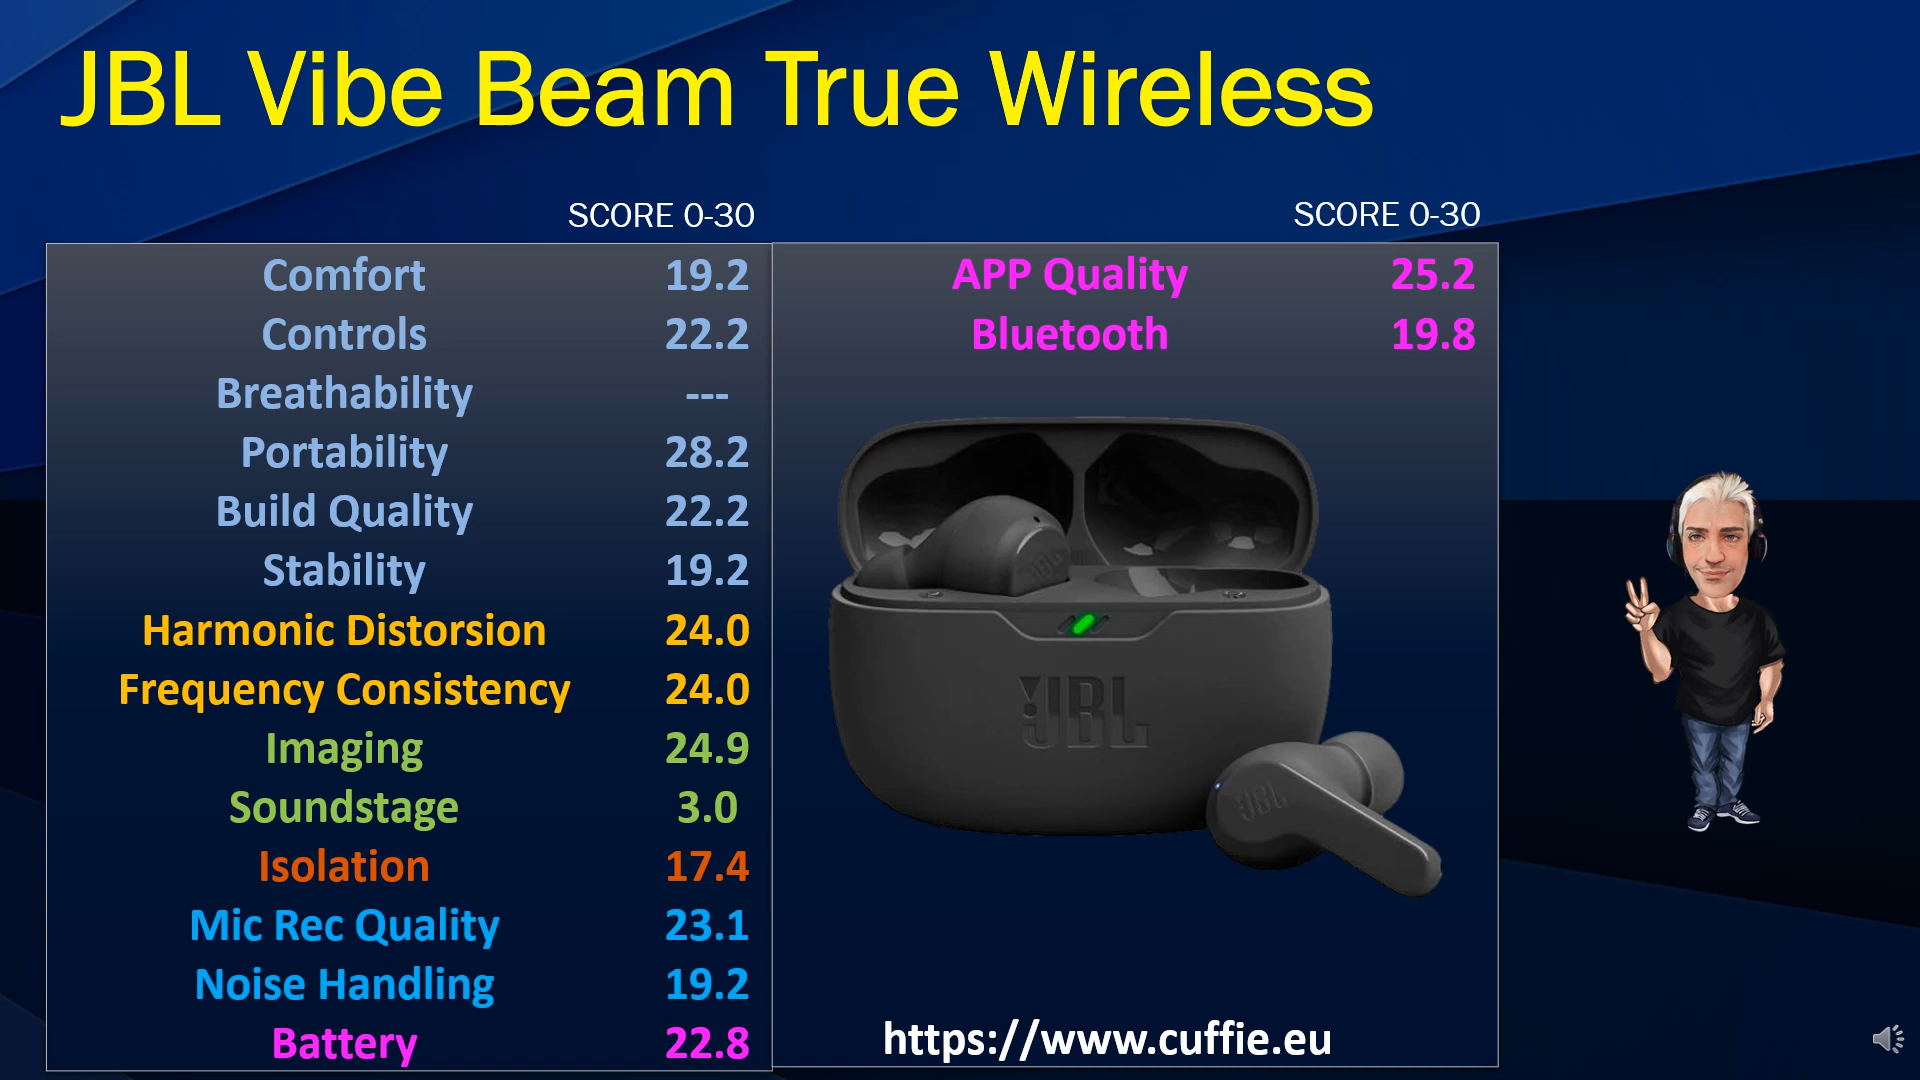 JBL Vibe Beam True Wireless
SCORE 0-30
Comfort 19.2
Controls 22.2
Breathability ---
Portability 28.2
Build Quality 22.2
Stability 19.2
Harmonic Distorsion 24.0
Frequency Consistency 24.0
Imaging 24.9
Soundstage 3.0
Isolation 17.4
Mic Rec Quality 23.1
Noise Handling 19.2
Battery 22.8
SCORE 0-30
APP Quality 25.2
Bluetooth 19.8
JBL
JBL
JBL
https://www.cuffie.eu